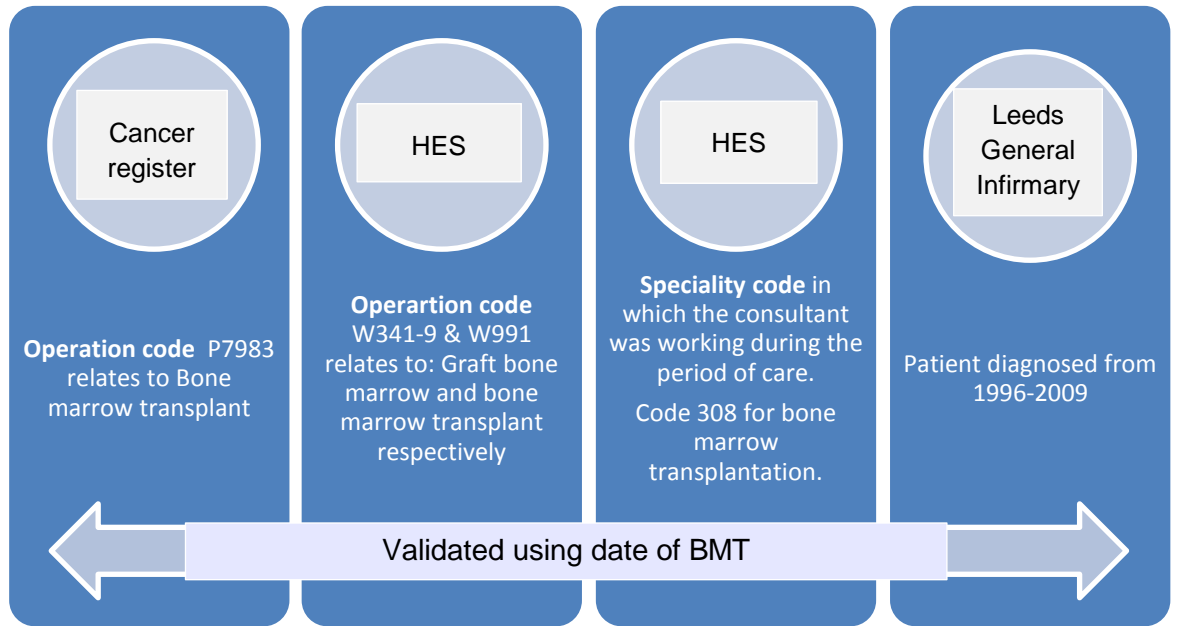 Cancer
register
Operation code P7983
relates to Bone
marrow transplant
HES
Operartion code
W341-9 & W991
relates to: Graft bone
marrow and bone
marrow transplant
respectively
HES
Speciality code in
which the consultant
was working during the
period of care.
Code 308 for bone
marrow
transplantation.
Leeds
General
Infirmary
Patient diagnosed from
1996-2009
Validated using date of BMT